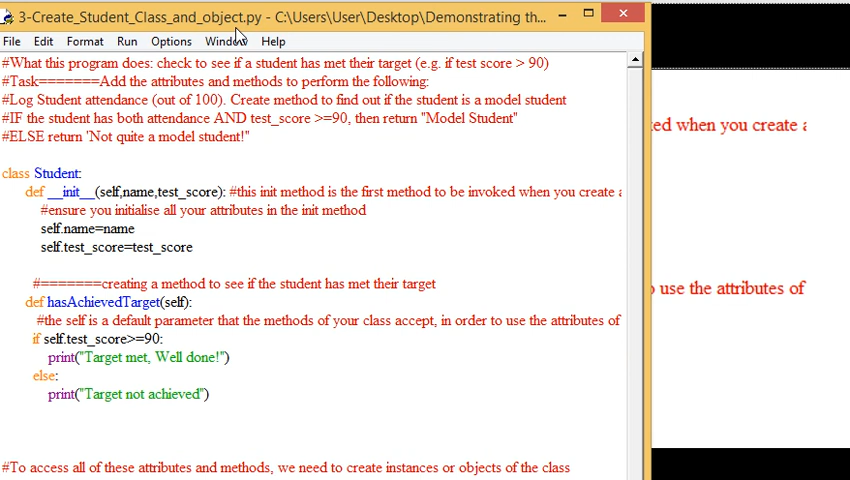 3-Create_Student_Class_and_object.py - C:\Users\User\Desktop\Demonstrating th...
File Edit Format Run Options Window Help
#What this program does: check to see if a student has met their target (e.g. if test score > 90)
#Task=======Add the attributes and methods to perform the following:
#Log Student attendance (out of 100). Create method to find out if the student is a model student
#IF the student has both attendance AND test_score >=90, then return "Model Student"
#ELSE return 'Not quite a model student!"
class Student:
def __init__(self,name,test_score): #this init method is the first method to be invoked when you create a
#ensure you initialise all your attributes in the init method
self.name=name
self.test_score=test_score
#=======creating a method to see if the student has met their target
def hasAchievedTarget(self):
#the self is a default parameter that the methods of your class accept, in order to use the attributes of
if self.test_score>=90:
print("Target met, Well done!")
else:
print("Target not achieved")
#To access all of these attributes and methods, we need to create instances or objects of the class
ked when you create a
o use the attributes of